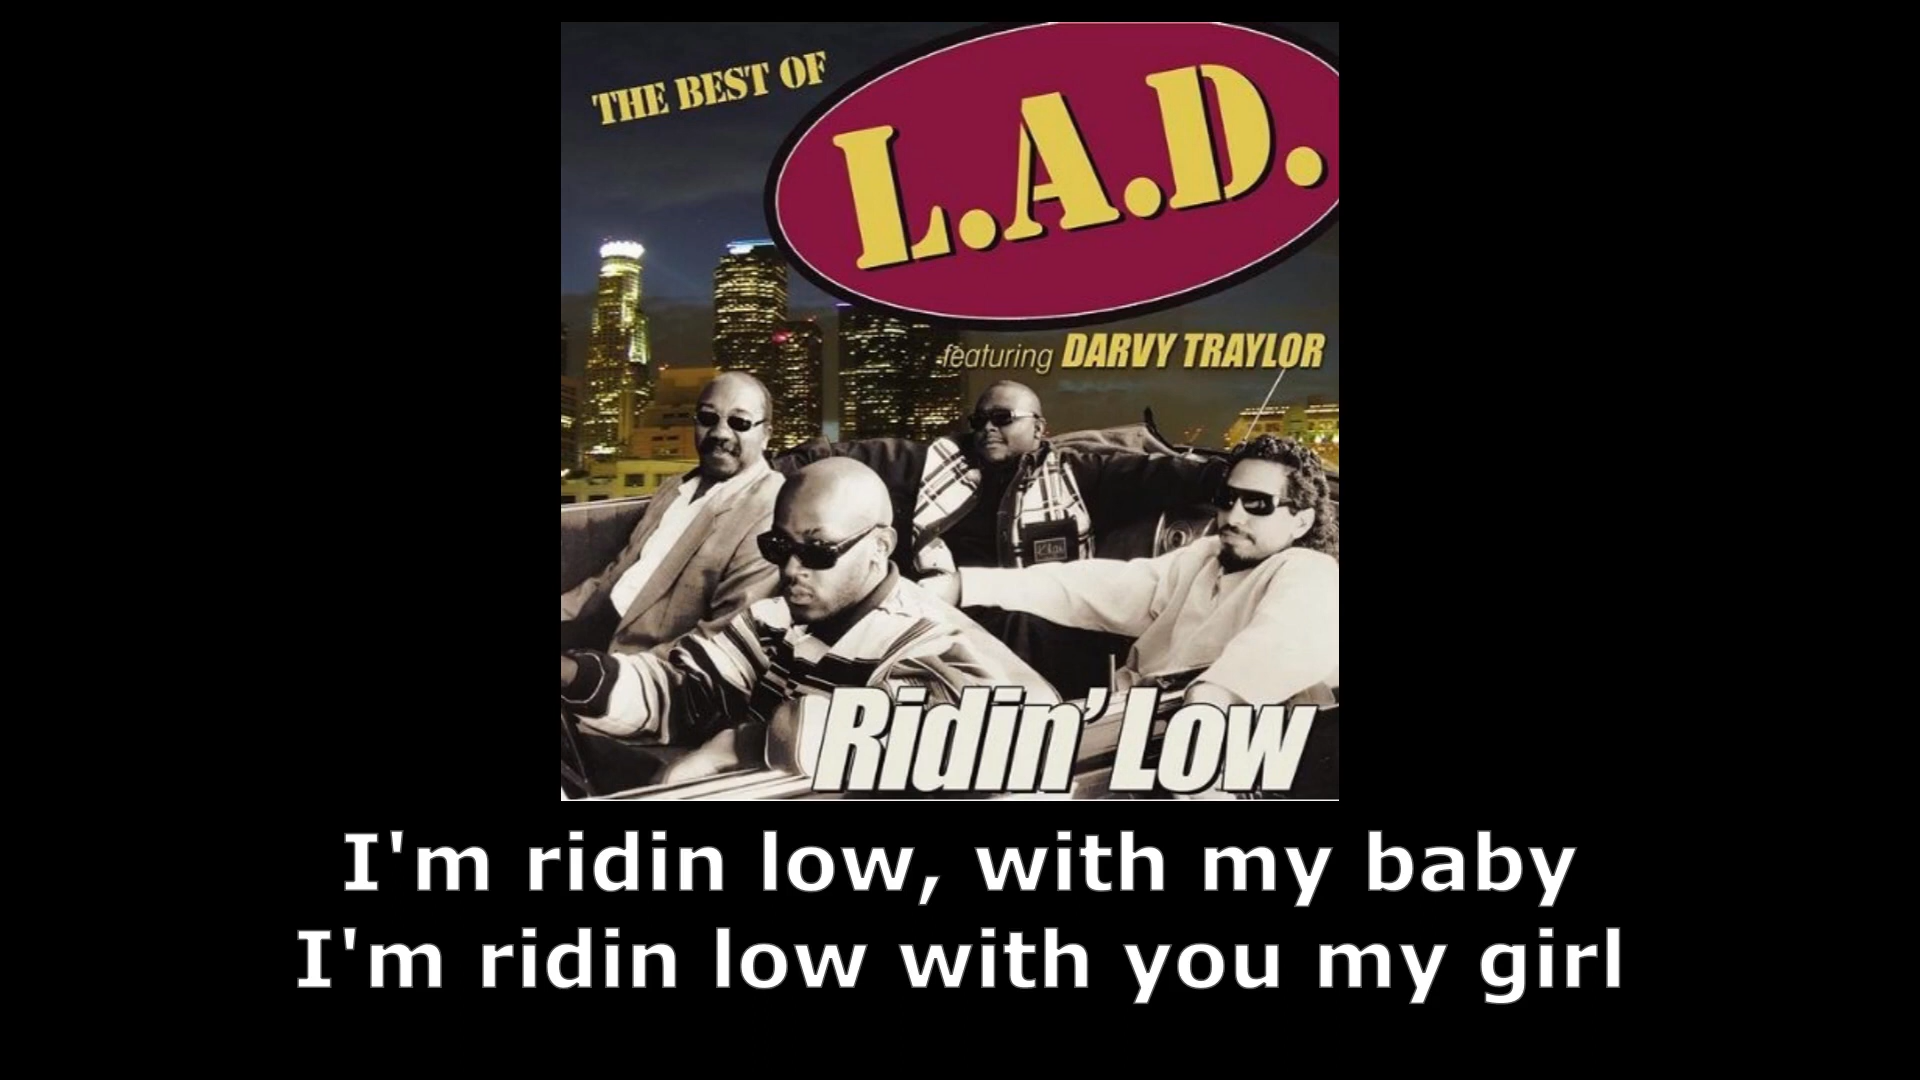 THE BEST OF
L.A.D.
featuring DARVY TRAYLOR
Ridin' Low
I'm ridin low, with my baby
I'm ridin low with you my girl